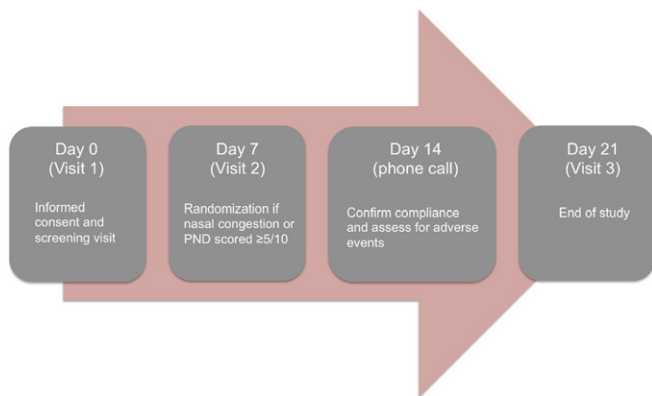 Day 0
(Visit 1)
Informed
consent and
screening visit
Day 7
(Visit 2)
Randomization if
nasal congestion or
PND scored ≥5/10
Day 14
(phone call)
Confirm compliance
and assess for adverse
events
Day 21
(Visit 3)
End of study